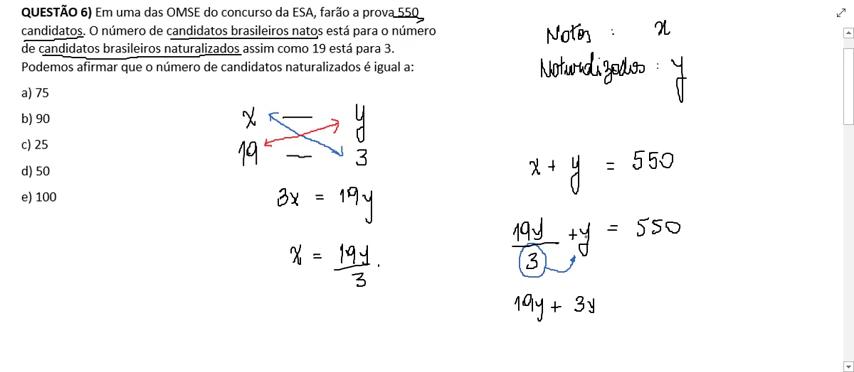 QUESTÃO 6) Em uma das OMSE do concurso da ESA, farão a prova 550
candidatos. O número de candidatos brasileiros natos está para o número
de candidatos brasileiros naturalizados assim como 19 está para 3.
Podemos afirmar que o número de candidatos naturalizados é igual a:
a) 75
b) 90
c) 25
d) 50
e) 100
x — y
19 — 3
3x = 19y
x = 19y/3.
Natos : x
Naturalizados : y
x + y = 550
19y/3 + y = 550
19y + 3y